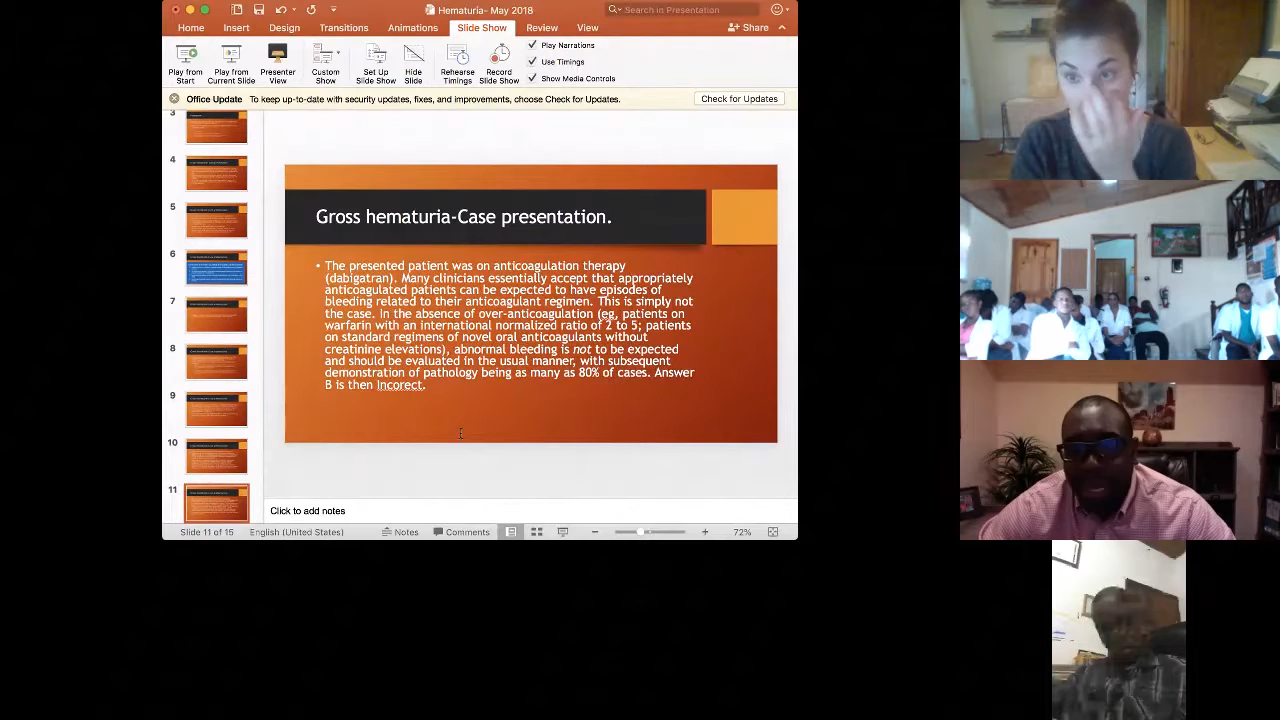 Hematuria- May 2018
Search in Presentation
Home Insert Design Transitions Animations Slide Show Review View Share
Play from Start
Play from Current Slide
Presenter View
Custom Show
Set Up Slide Show
Hide Slide
Rehearse Timings
Record Slide Show
Play Narrations
Use Timings
Show Media Controls
Office Update To keep up-to-date with security updates, fixes, and improvements, choose Check for Updates. Check for Updates
3
4
5
6
7
8
9
10
11
Gross hematuria-Case presentation.
• The presented patient was on anticoagulation therapy
(dabigatran). Many clinicians essentially accept that appropriately
anticoagulated patients can be expected to have episodes of
bleeding related to their anticoagulant regimen. This is simply not
the case. In the absence of over-anticoagulation (eg, patients on
warfarin with an international normalized ratio of 2 to 5; patients
on standard regimens of novel oral anticoagulants without
creatinine elevations), abnormal bleeding is not to be expected
and should be evaluated in the usual manner, with subsequent
demonstration of pathology being as many as 80% of cases. Answer
B is then Incorect.
Click to add notes
Slide 11 of 15 English (United States) Notes Comments 72%